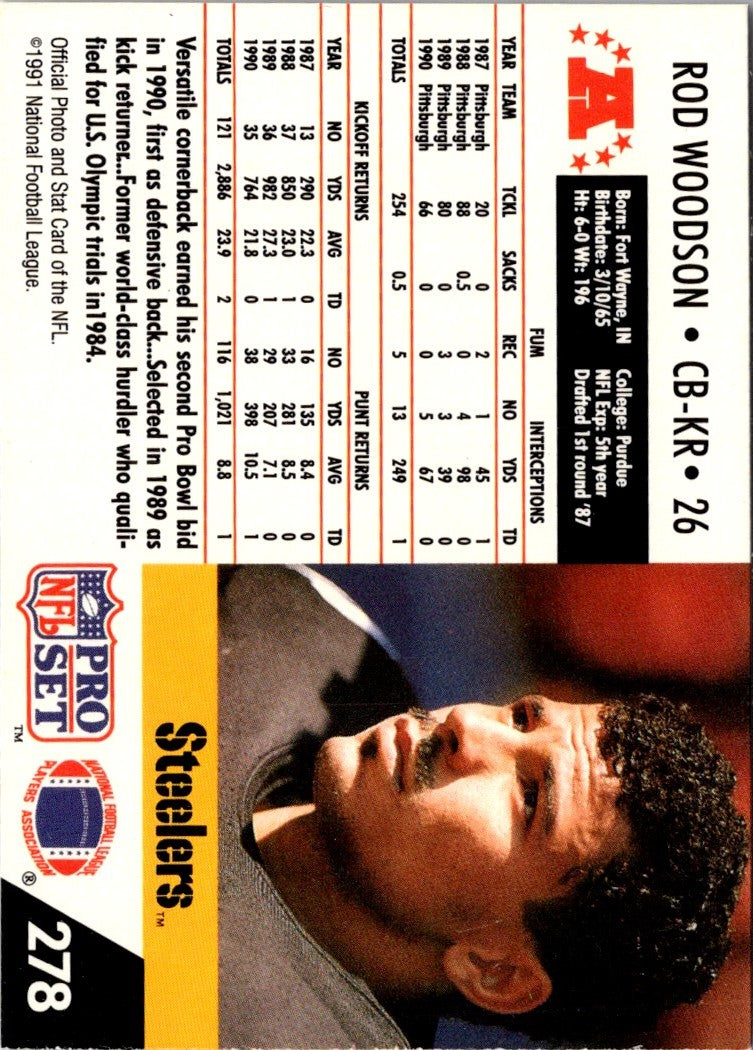 ROD WOODSON • CB-KR • 26
A
Born: Fort Wayne, IN College: Purdue
Birthdate: 3/10/65 NFL Exp: 5th year
Ht: 6-0 Wt: 196 Drafted 1st round '87
FUM INTERCEPTIONS
YEAR TEAM TCKL SACKS REC NO YDS TD
1987 Pittsburgh 20 0 2 1 45 1
1988 Pittsburgh 88 0.5 0 4 98 0
1989 Pittsburgh 80 0 3 3 39 0
1990 Pittsburgh 66 0 0 5 67 0
TOTALS 254 0.5 5 13 249 1
KICKOFF RETURNS PUNT RETURNS
YEAR NO YDS AVG TD NO YDS AVG TD
1987 13 290 22.3 0 16 135 8.4 0
1988 37 850 23.0 1 33 281 8.5 0
1989 36 982 27.3 1 29 207 7.1 0
1990 35 764 21.8 0 38 398 10.5 1
TOTALS 121 2,886 23.9 2 116 1,021 8.8 1
Versatile cornerback earned his second Pro Bowl bid
in 1990, first as defensive back...Selected in 1989 as
kick returner...Former world-class hurdler who quali-
fied for U.S. Olympic trials in 1984.
Official Photo and Stat Card of the NFL.
©1991 National Football League.
Steelers™
PRO
NFL SET™
NATIONAL FOOTBALL LEAGUE
PLAYERS ASSOCIATION®
278